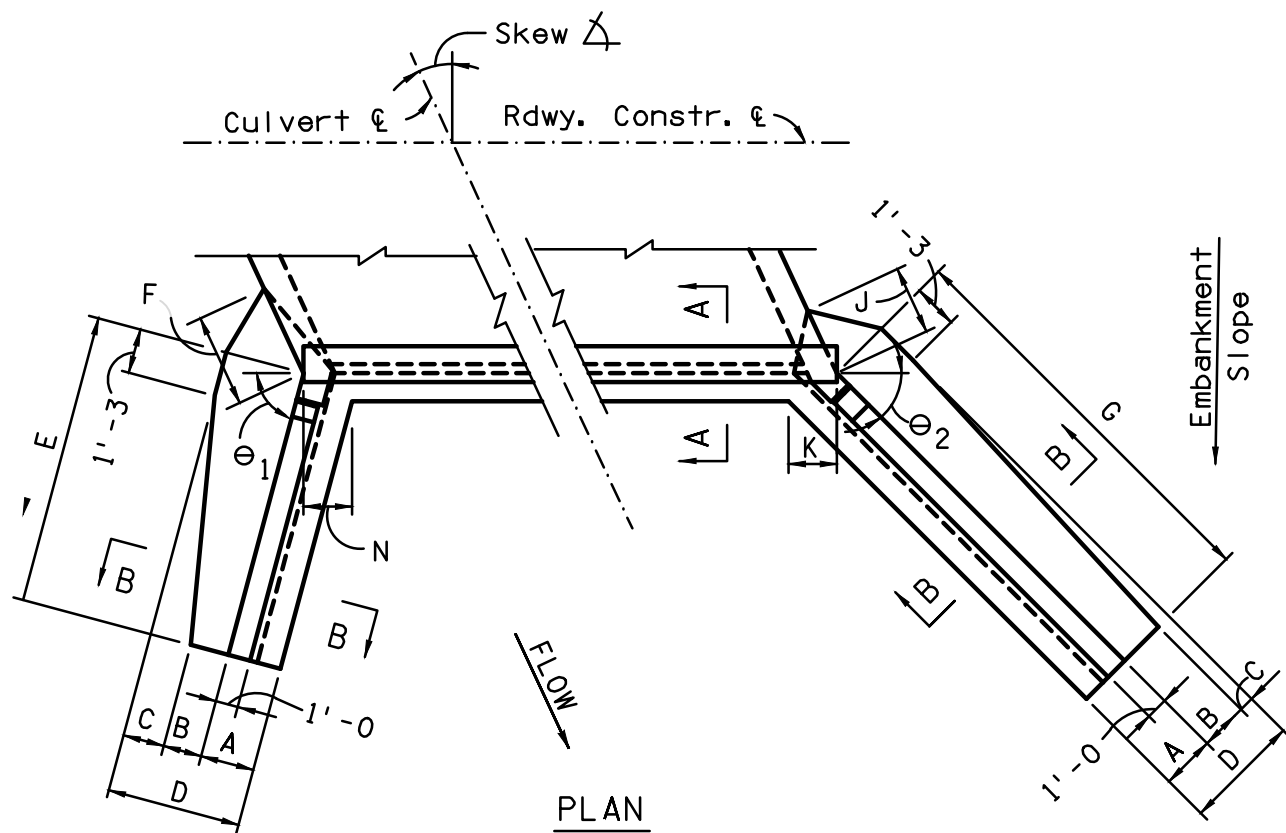 Skew
Culvert ℄
Rdwy. Constr. ℄
1'-3
F
A
J
Embankment
Slope
E
1'-3
Θ1
A
K
Θ2
G
B
N
B
B
B
FLOW
C
B
A
1'-0
D
1'-0
A
B
C
D
PLAN